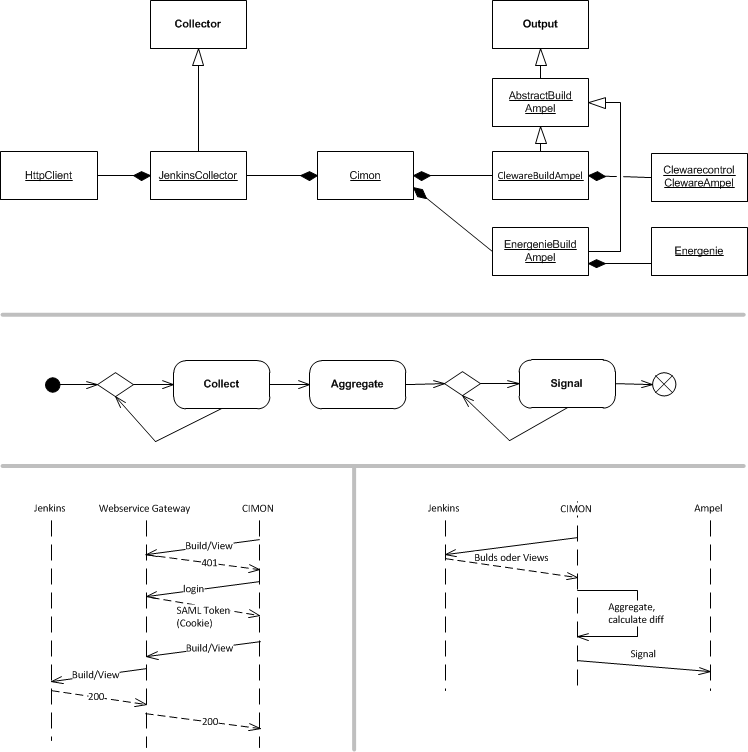 Collector
Output
AbstractBuild
Ampel
HttpClient
JenkinsCollector
Cimon
ClewareBuildAmpel
Clewarecontrol
ClewareAmpel
EnergenieBuild
Ampel
Energenie
Collect
Aggregate
Signal
Jenkins
Webservice Gateway
CIMON
Build/View
401
login
SAML Token
(Cookie)
Build/View
Build/View
200
200
Jenkins
CIMON
Ampel
Bulds oder Views
Aggregate,
calculate diff
Signal